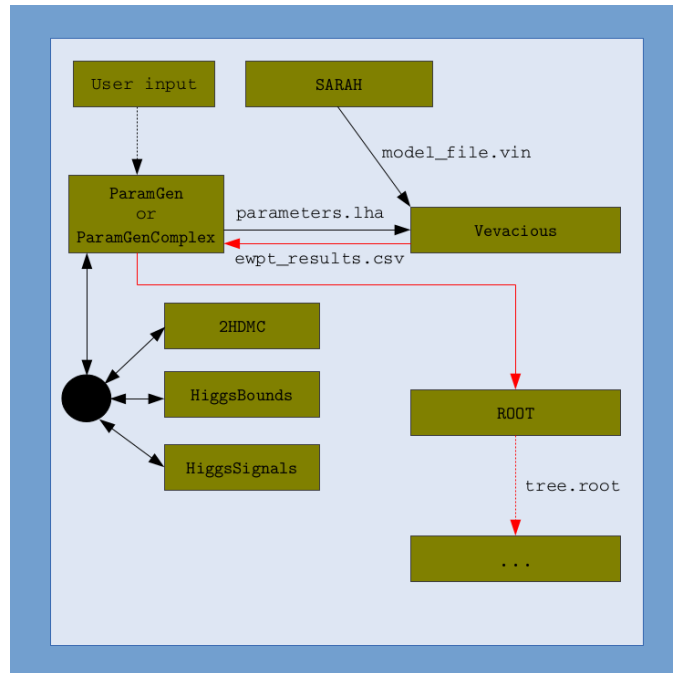 User input
SARAH
model_file.vin
ParamGen
or
ParamGenComplex
parameters.lha
Vevacious
ewpt_results.csv
2HDMC
HiggsBounds
ROOT
HiggsSignals
tree.root
...